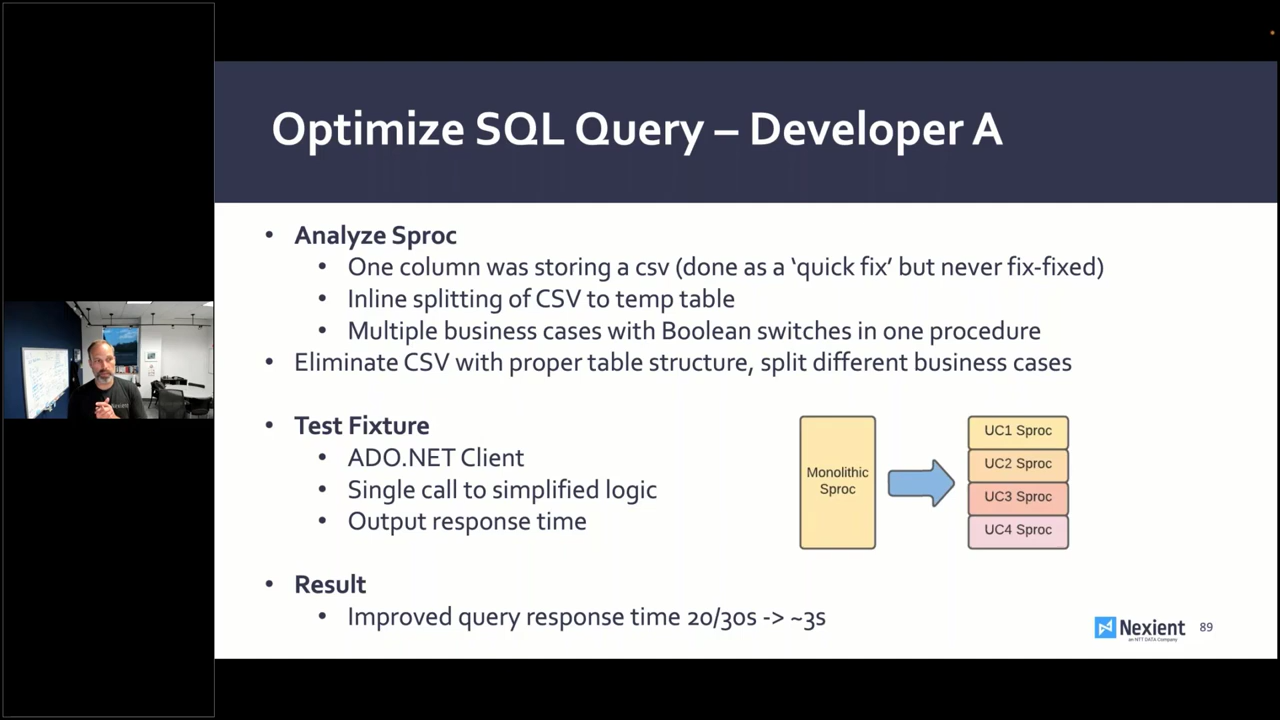 Optimize SQL Query – Developer A
• Analyze Sproc
• One column was storing a csv (done as a ‘quick fix’ but never fix-fixed)
• Inline splitting of CSV to temp table
• Multiple business cases with Boolean switches in one procedure
• Eliminate CSV with proper table structure, split different business cases
• Test Fixture
• ADO.NET Client
• Single call to simplified logic
• Output response time
Monolithic
Sproc
UC1 Sproc
UC2 Sproc
UC3 Sproc
UC4 Sproc
• Result
• Improved query response time 20/30s -> ~3s
Nexient
an NTT DATA Company
89